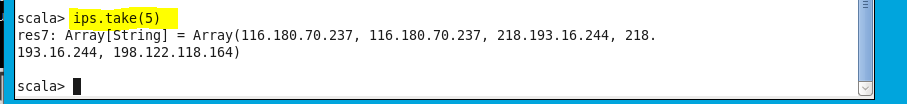 scala> ips.take(5)
res7: Array[String] = Array(116.180.70.237, 116.180.70.237, 218.193.16.244, 218.
193.16.244, 198.122.118.164)
scala>